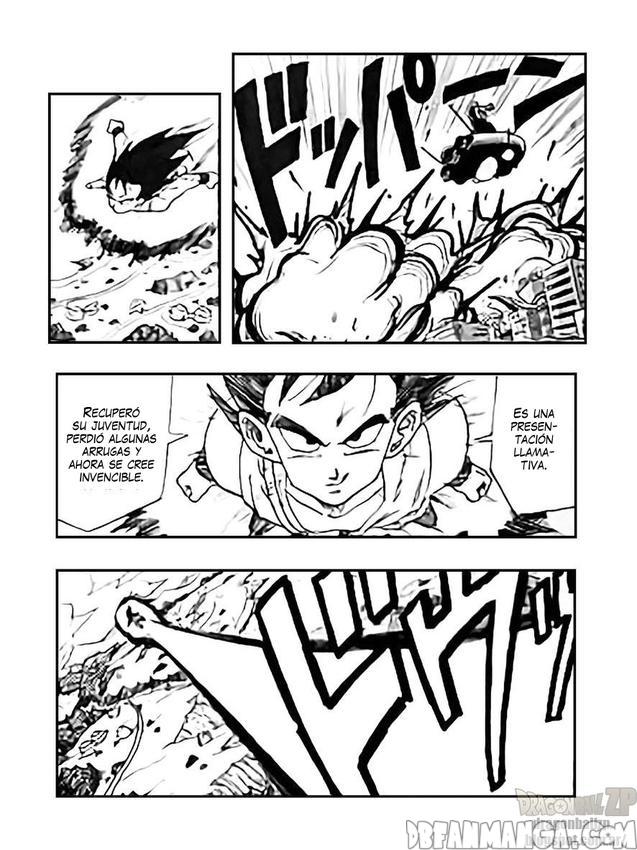 ドッパーン
Es una
presen-
tación
llama-
tiva.
Recuperó
su juventud,
perdió algunas
arrugas y
ahora se cree
invencible.
DRAGONBALL ZP
DBFANMANGA.COM